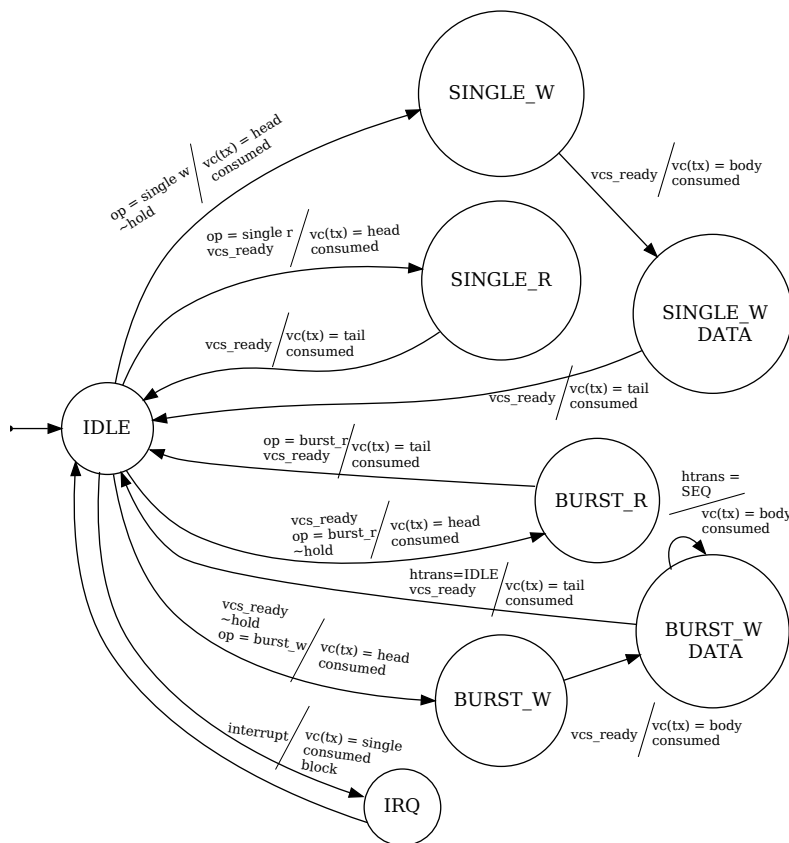 SINGLE_W
op = single w
~hold
vc(tx) = head
consumed
vcs_ready
vc(tx) = body
consumed
op = single r
vcs_ready
vc(tx) = head
consumed
SINGLE_R
SINGLE_W
DATA
vcs_ready
vc(tx) = tail
consumed
vcs_ready
vc(tx) = tail
consumed
IDLE
op = burst_r
vcs_ready
vc(tx) = tail
consumed
BURST_R
htrans =
SEQ
vc(tx) = body
consumed
vcs_ready
op = burst_r
~hold
vc(tx) = head
consumed
htrans=IDLE
vcs_ready
vc(tx) = tail
consumed
BURST_W
DATA
vcs_ready
~hold
op = burst_w
vc(tx) = head
consumed
BURST_W
vcs_ready
vc(tx) = body
consumed
interrupt
vc(tx) = single
consumed
block
IRQ